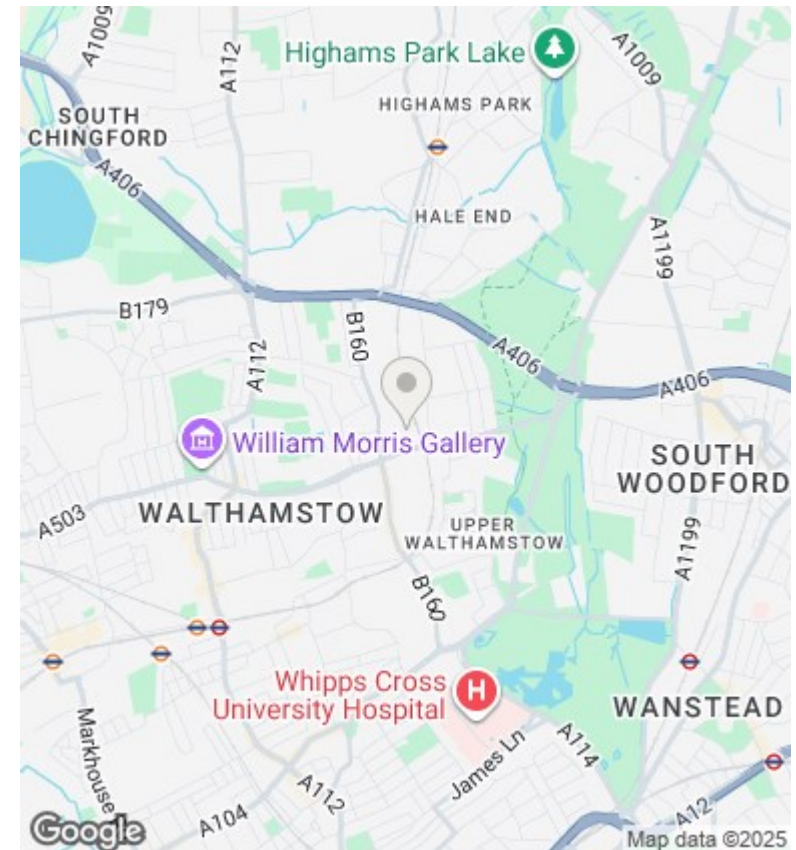 A1009
A112
Highams Park Lake
A1009
HIGHAMS PARK
SOUTH
CHINGFORD
A406
HALE END
A1199
B179
B160
A112
A406
A406
William Morris Gallery
SOUTH
WOODFORD
A503
WALTHAMSTOW
UPPER
WALTHAMSTOW
A1199
B160
Whipps Cross
University Hospital
H
WANSTEAD
Markhouse
James Ln
A114
A112
A104
A12
Google
Map data ©2025